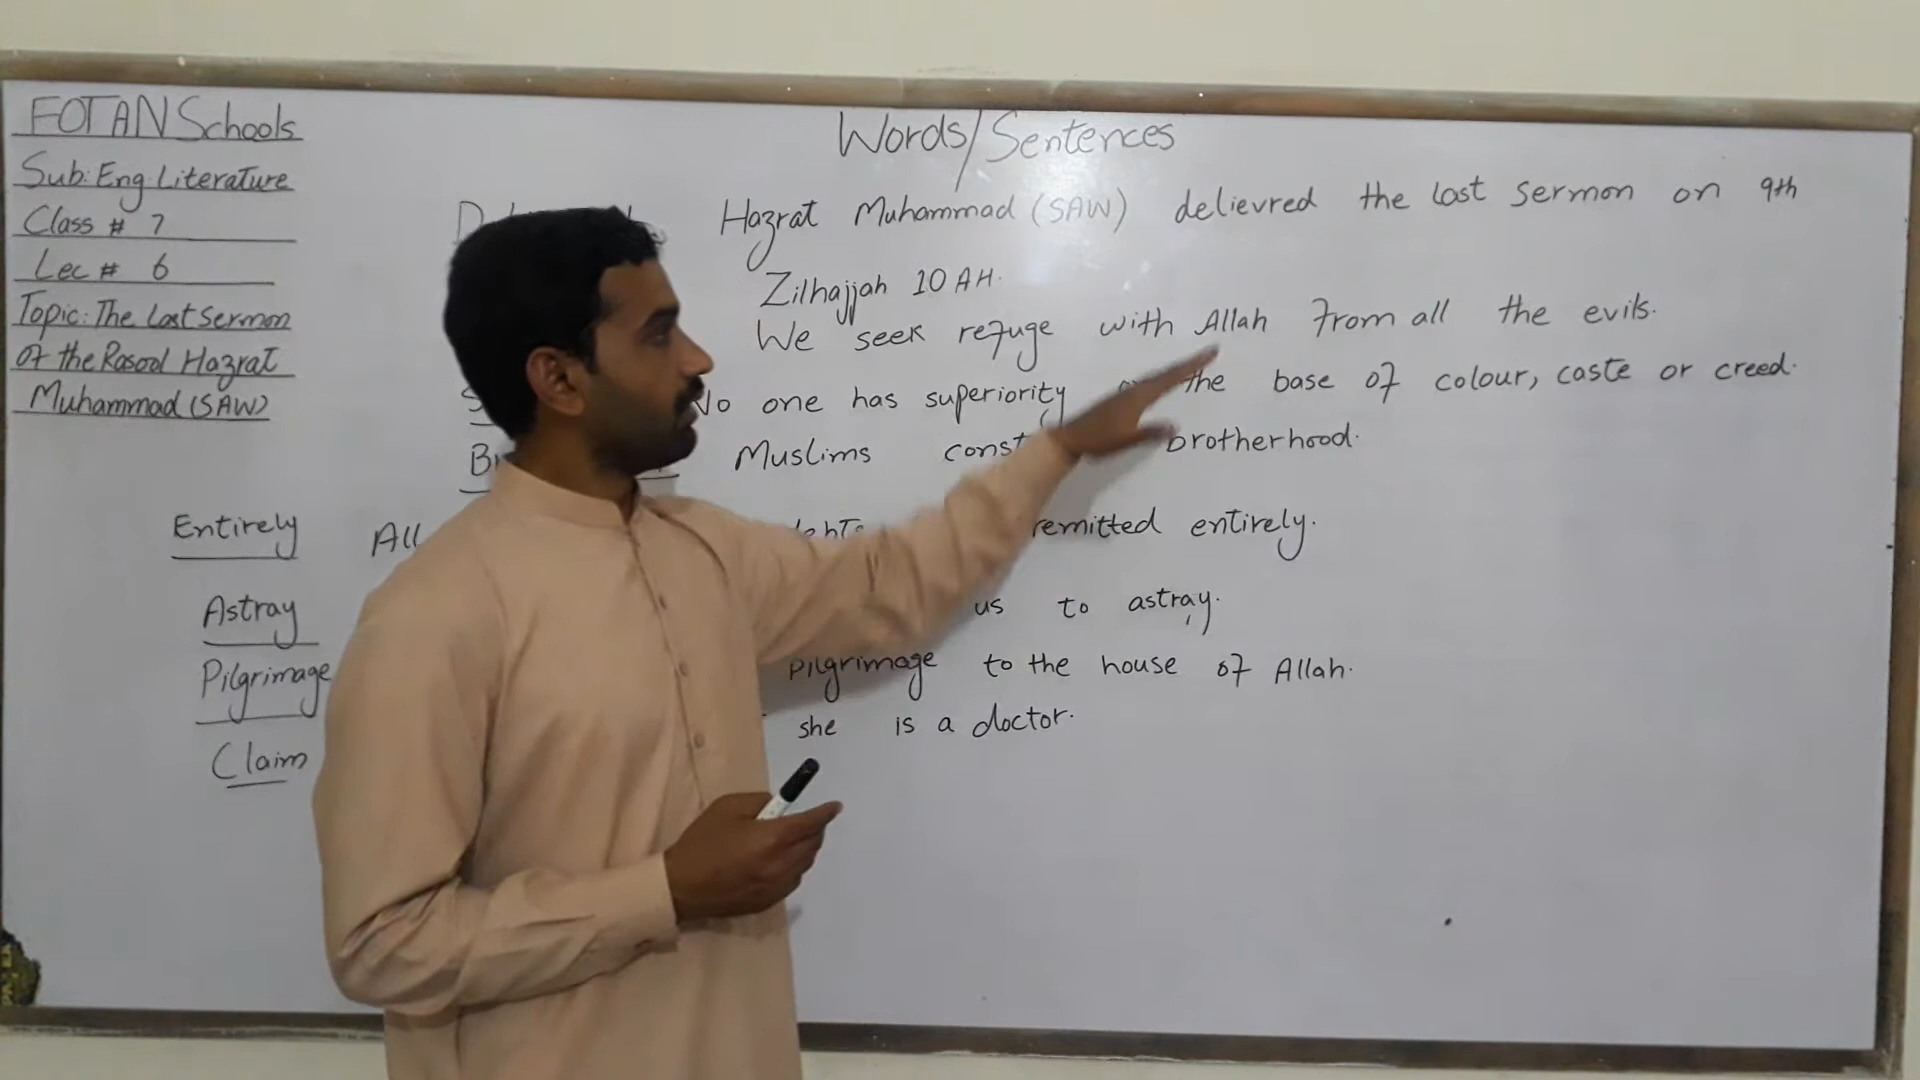 FOTAN Schools
Sub: Eng. Literature
Class # 7
Lec # 6
Topic: The Last Sermon
of the Rasool Hazrat
Muhammad (SAW)
Words/Sentences
Hazrat Muhammad (SAW) delievred the last sermon on 9th
Zilhajjah 10 AH.
We seek refuge with Allah from all the evils.
No one has superiority the base of colour, caste or creed.
Muslims brotherhood.
Entirely All remitted entirely.
Astray us to astray.
Pilgrimage pilgrimage to the house of Allah.
Claim she is a doctor.